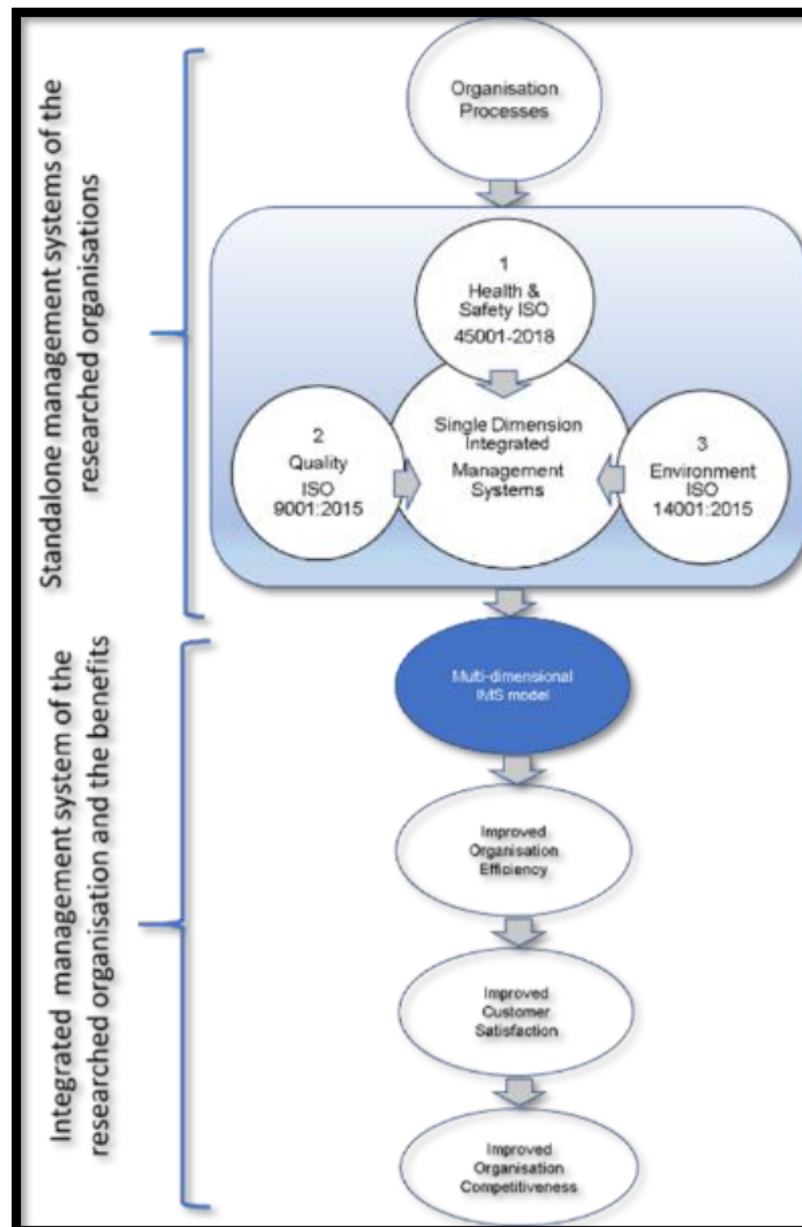 Standalone management systems of the
researched organisations
Organisation
Processes
1
Health &
Safety ISO
45001-2018
2
Quality
ISO
9001:2015
Single Dimension
Integrated
Management
Systems
3
Environment
ISO
14001:2015
Integrated management system of the
researched organisation and the benefits
Multi-dimensional
IMS model
Improved
Organisation
Efficiency
Improved
Customer
Satisfaction
Improved
Organisation
Competitiveness